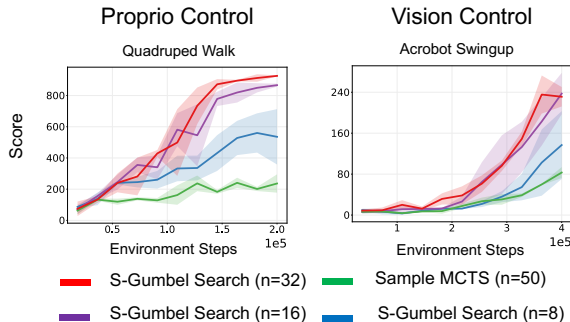 Proprio Control
Vision Control
Quadruped Walk
Acrobot Swingup
Score
800
600
400
200
0
0.5
1.0
1.5
2.0
1e5
Environment Steps
240
160
80
0
1
2
3
4
1e5
Environment Steps
S-Gumbel Search (n=32)
Sample MCTS (n=50)
S-Gumbel Search (n=16)
S-Gumbel Search (n=8)